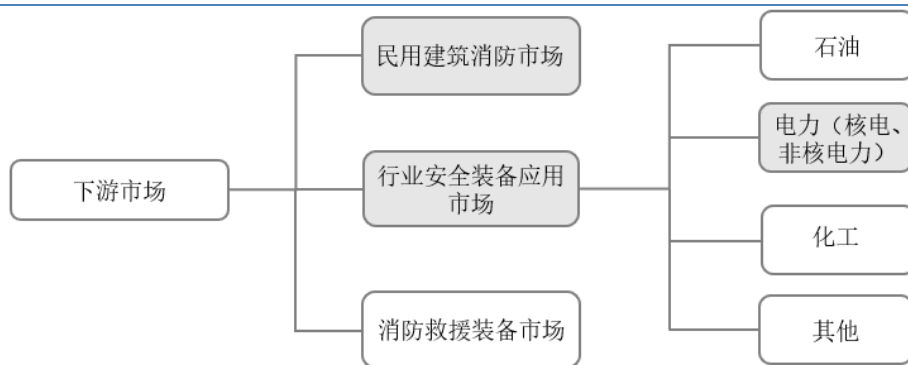 下游市场
民用建筑消防市场
行业安全装备应用
市场
消防救援装备市场
石油
电力（核电、
非核电力）
化工
其他